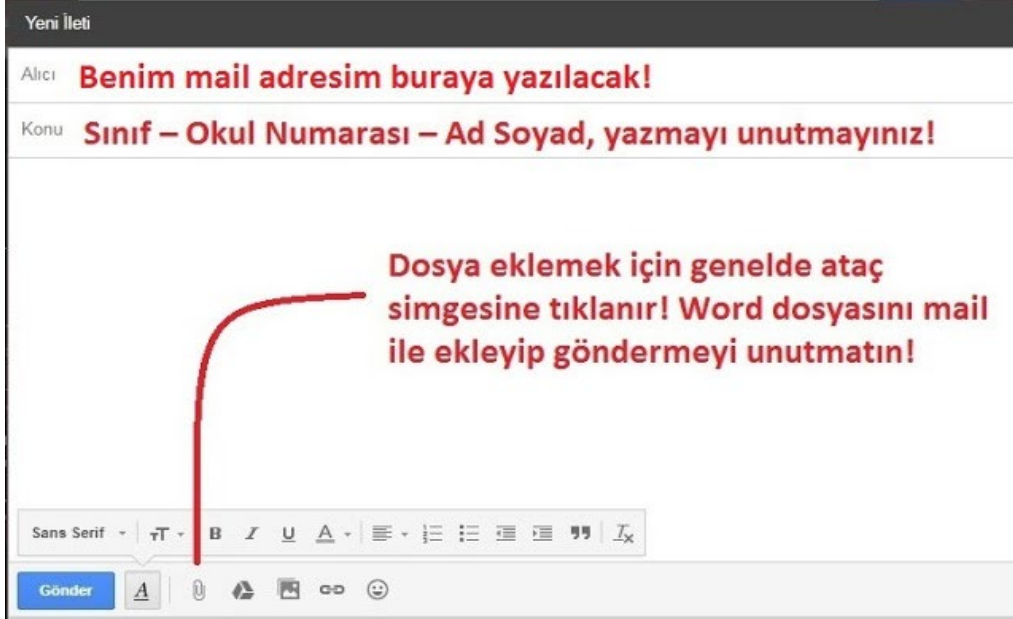 Yeni İleti
Alıcı Benim mail adresim buraya yazılacak!
Konu Sınıf – Okul Numarası – Ad Soyad, yazmayı unutmayınız!
Dosya eklemek için genelde ataç
simgesine tıklanır! Word dosyasını mail
ile ekleyip göndermeyi unutmatın!
Sans Serif
Gönder